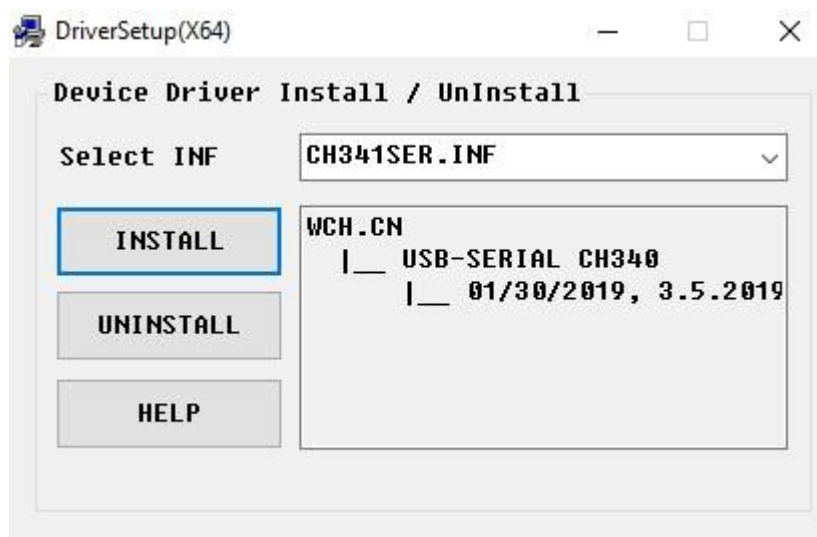 DriverSetup(X64)
Device Driver Install / UnInstall
Select INF
CH341SER.INF
INSTALL
UNINSTALL
HELP
WCH.CN
|__ USB-SERIAL CH340
|__ 01/30/2019, 3.5.2019